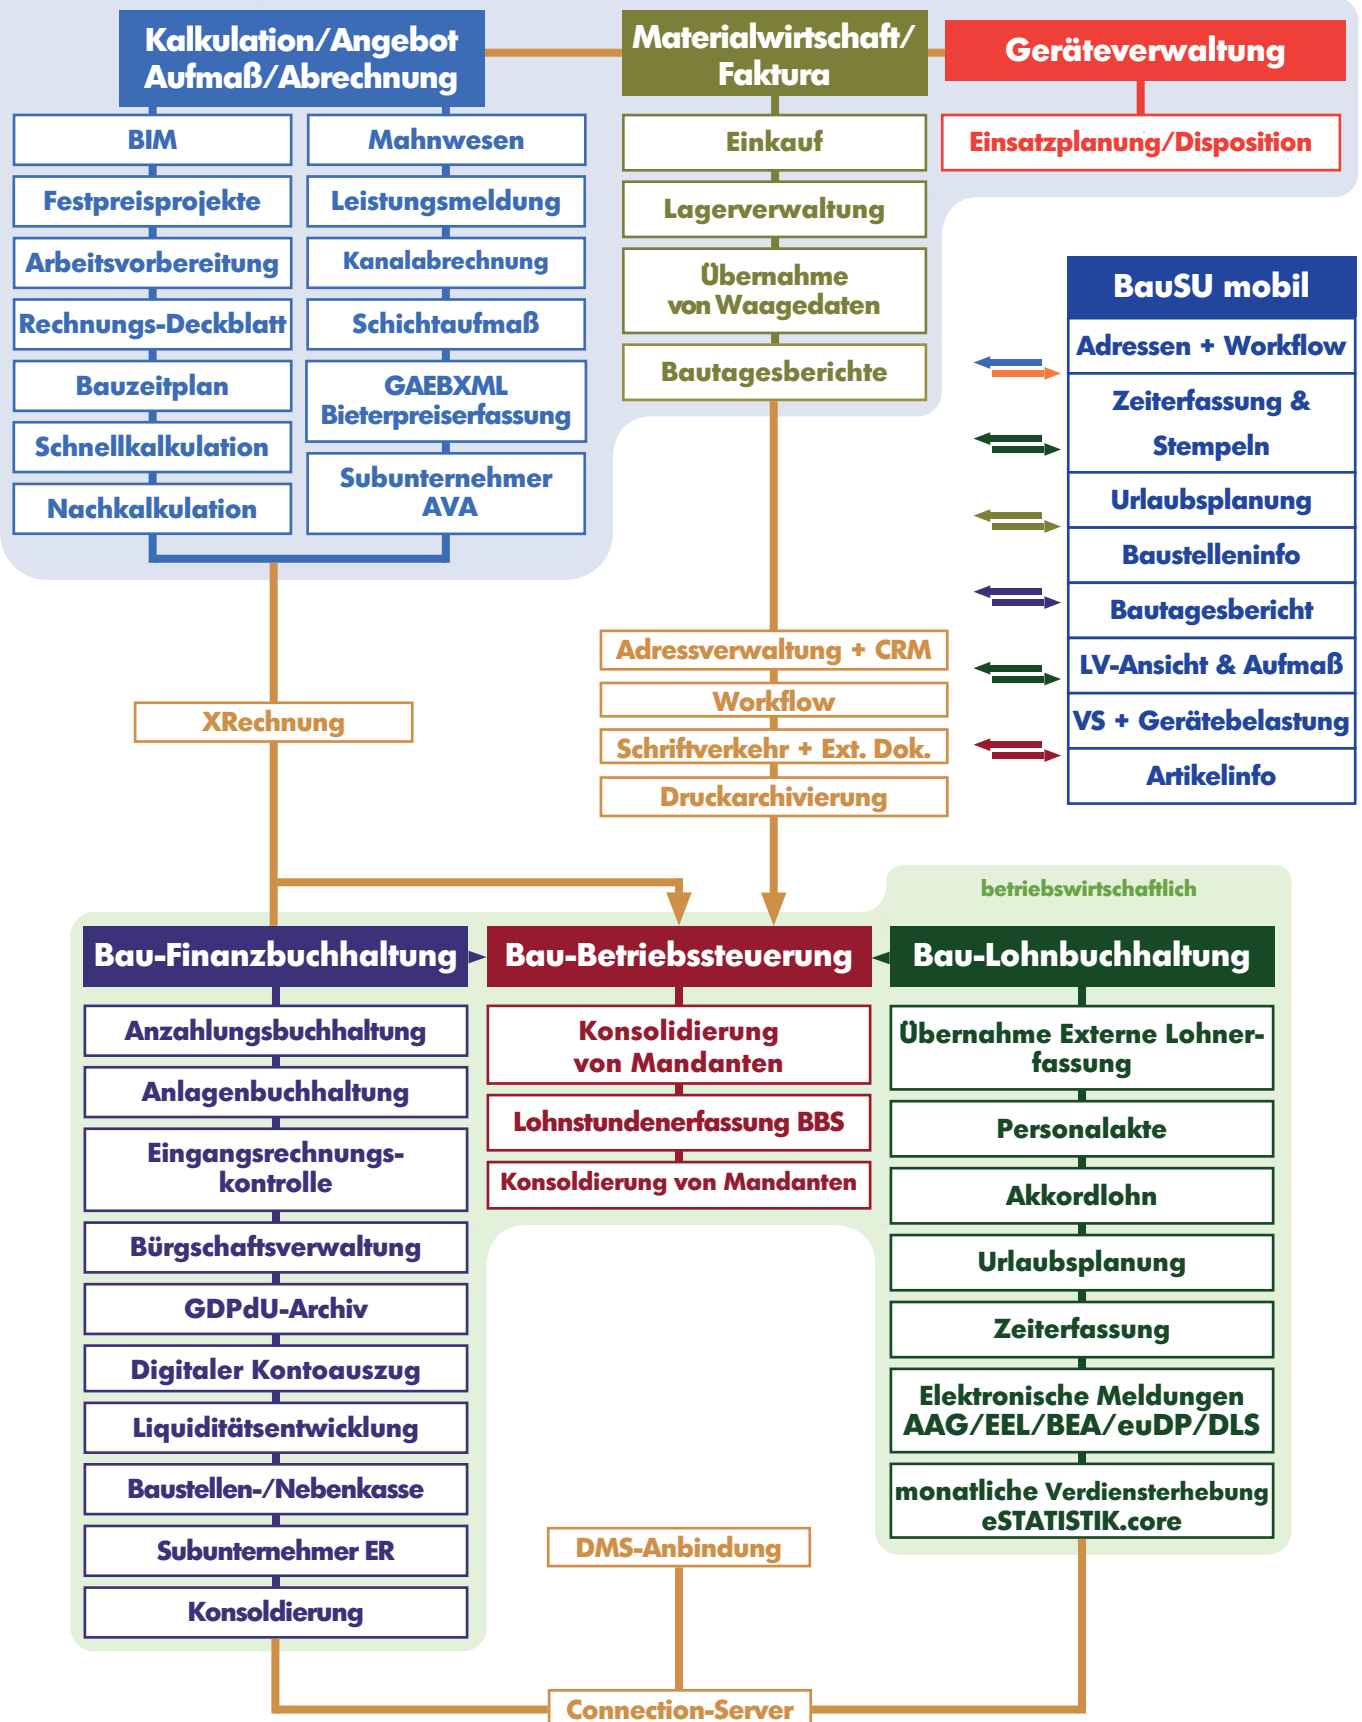 Kalkulation/Angebot
Aufmaß/Abrechnung
BIM
Festpreisprojekte
Arbeitsvorbereitung
Rechnungs-Deckblatt
Bauzeitplan
Schnellkalkulation
Nachkalkulation
Mahnwesen
Leistungsmeldung
Kanalabrechnung
Schichtaufmaß
GAEBXML
Bieterpreiserfassung
Subunternehmer
AVA
Materialwirtschaft/
Faktura
Einkauf
Lagerverwaltung
Übernahme
von Waagedaten
Bautagesberichte
Geräteverwaltung
Einsatzplanung/Disposition
BauSU mobil
Adressen + Workflow
Zeiterfassung &
Stempeln
Urlaubsplanung
Baustelleninfo
Bautagesbericht
LV-Ansicht & Aufmaß
VS + Gerätebelastung
Artikelinfo
XRechnung
Adressverwaltung + CRM
Workflow
Schriftverkehr + Ext. Dok.
Druckarchivierung
betriebswirtschaftlich
Bau-Finanzbuchhaltung
Anzahlungsbuchhaltung
Anlagenbuchhaltung
Eingangsrechnungs-
kontrolle
Bürgschaftsverwaltung
GDPdU-Archiv
Digitaler Kontoauszug
Liquiditätsentwicklung
Baustellen-/Nebenkasse
Subunternehmer ER
Konsoldierung
Bau-Betriebssteuerung
Konsolidierung
von Mandanten
Lohnstundenerfassung BBS
Konsoldierung von Mandanten
Bau-Lohnbuchhaltung
Übernahme Externe Lohner-
fassung
Personalakte
Akkordlohn
Urlaubsplanung
Zeiterfassung
Elektronische Meldungen
AAG/EEL/BEA/euDP/DLS
monatliche Verdiensterhebung
eSTATISTIK.core
DMS-Anbindung
Connection-Server